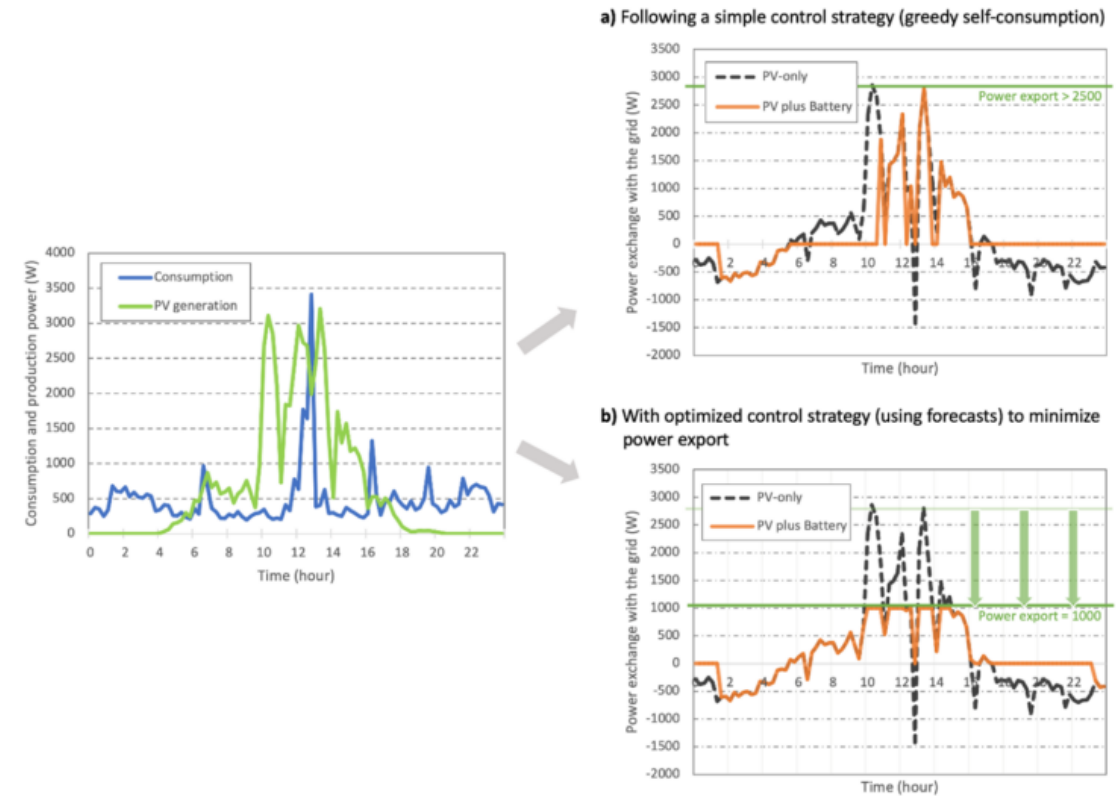 a) Following a simple control strategy (greedy self-consumption)
3500
3000
2500
2000
1500
1000
500
0
-500
-1000
-1500
-2000
PV-only
PV plus Battery
Power export > 2500
2 4 6 8 10 12 14 16 18 20 22
Power exchange with the grid (W)
Time (hour)
4000
3500
3000
2500
2000
1500
1000
500
0
Consumption
PV generation
0 2 4 6 8 10 12 14 16 18 20 22
Consumption and production power (W)
Time (hour)
b) With optimized control strategy (using forecasts) to minimize
power export
3500
3000
2500
2000
1500
1000
500
0
-500
-1000
-1500
-2000
PV-only
PV plus Battery
Power export = 1000
2 4 6 8 10 12 14 16 18 20 22
Power exchange with the grid (W)
Time (hour)